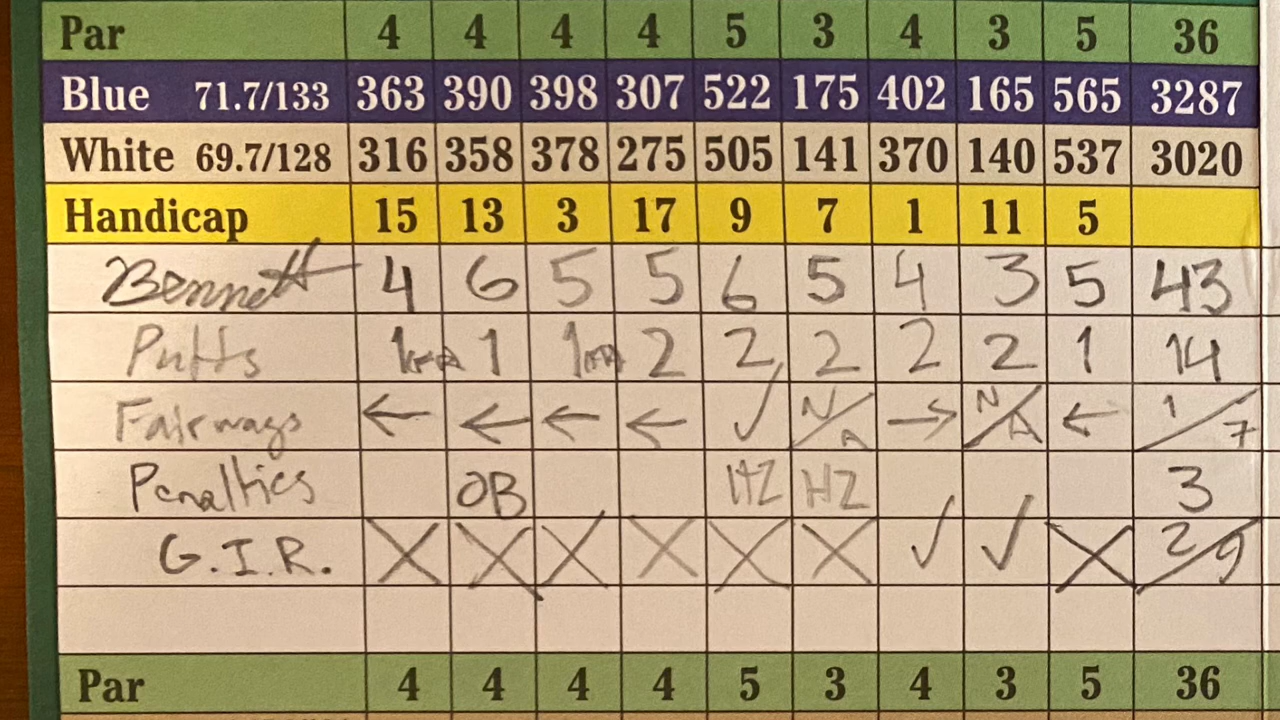 Par 4 4 4 4 5 3 4 3 5 36
Blue 71.7/133 363 390 398 307 522 175 402 165 565 3287
White 69.7/128 316 358 378 275 505 141 370 140 537 3020
Handicap 15 13 3 17 9 7 1 11 5
Bennett 4 6 5 5 6 5 4 3 5 43
Putts 1 1 1 2 2 2 2 2 1 14
Fairways ← ← ← ← ✓ N/A → N/A ← 1/7
Penalties OB HZ HZ 3
G.I.R. X X X X X X ✓ ✓ X 2/9
Par 4 4 4 4 5 3 4 3 5 36